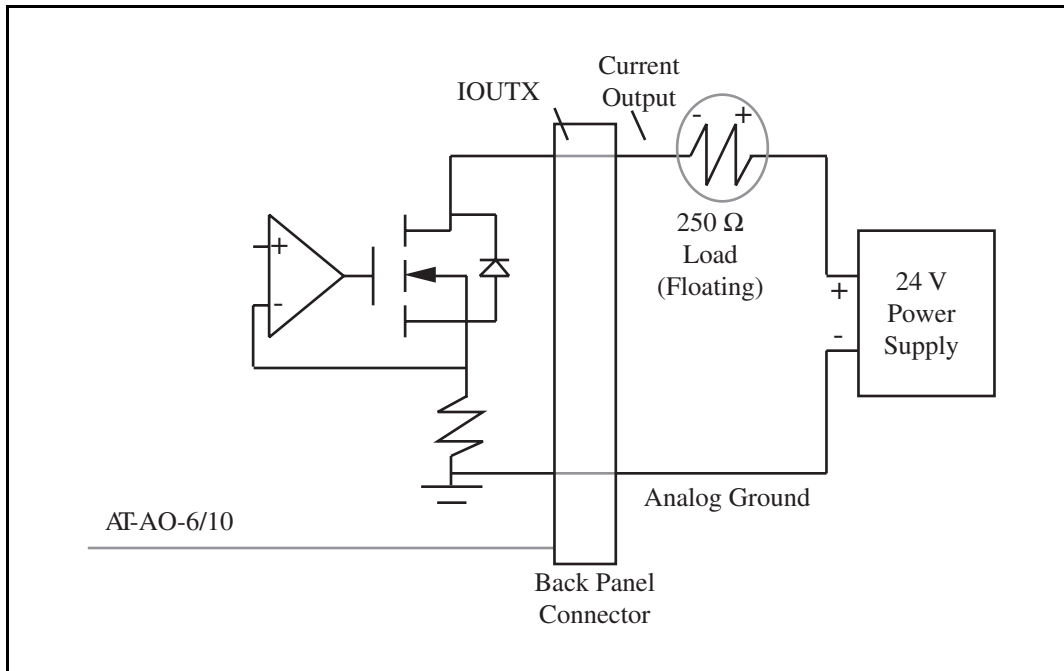 IOUTX
Current
Output
- +
250 Ω
Load
(Floating)
+
-
+
-
24 V
Power
Supply
Analog Ground
AT-AO-6/10
Back Panel
Connector